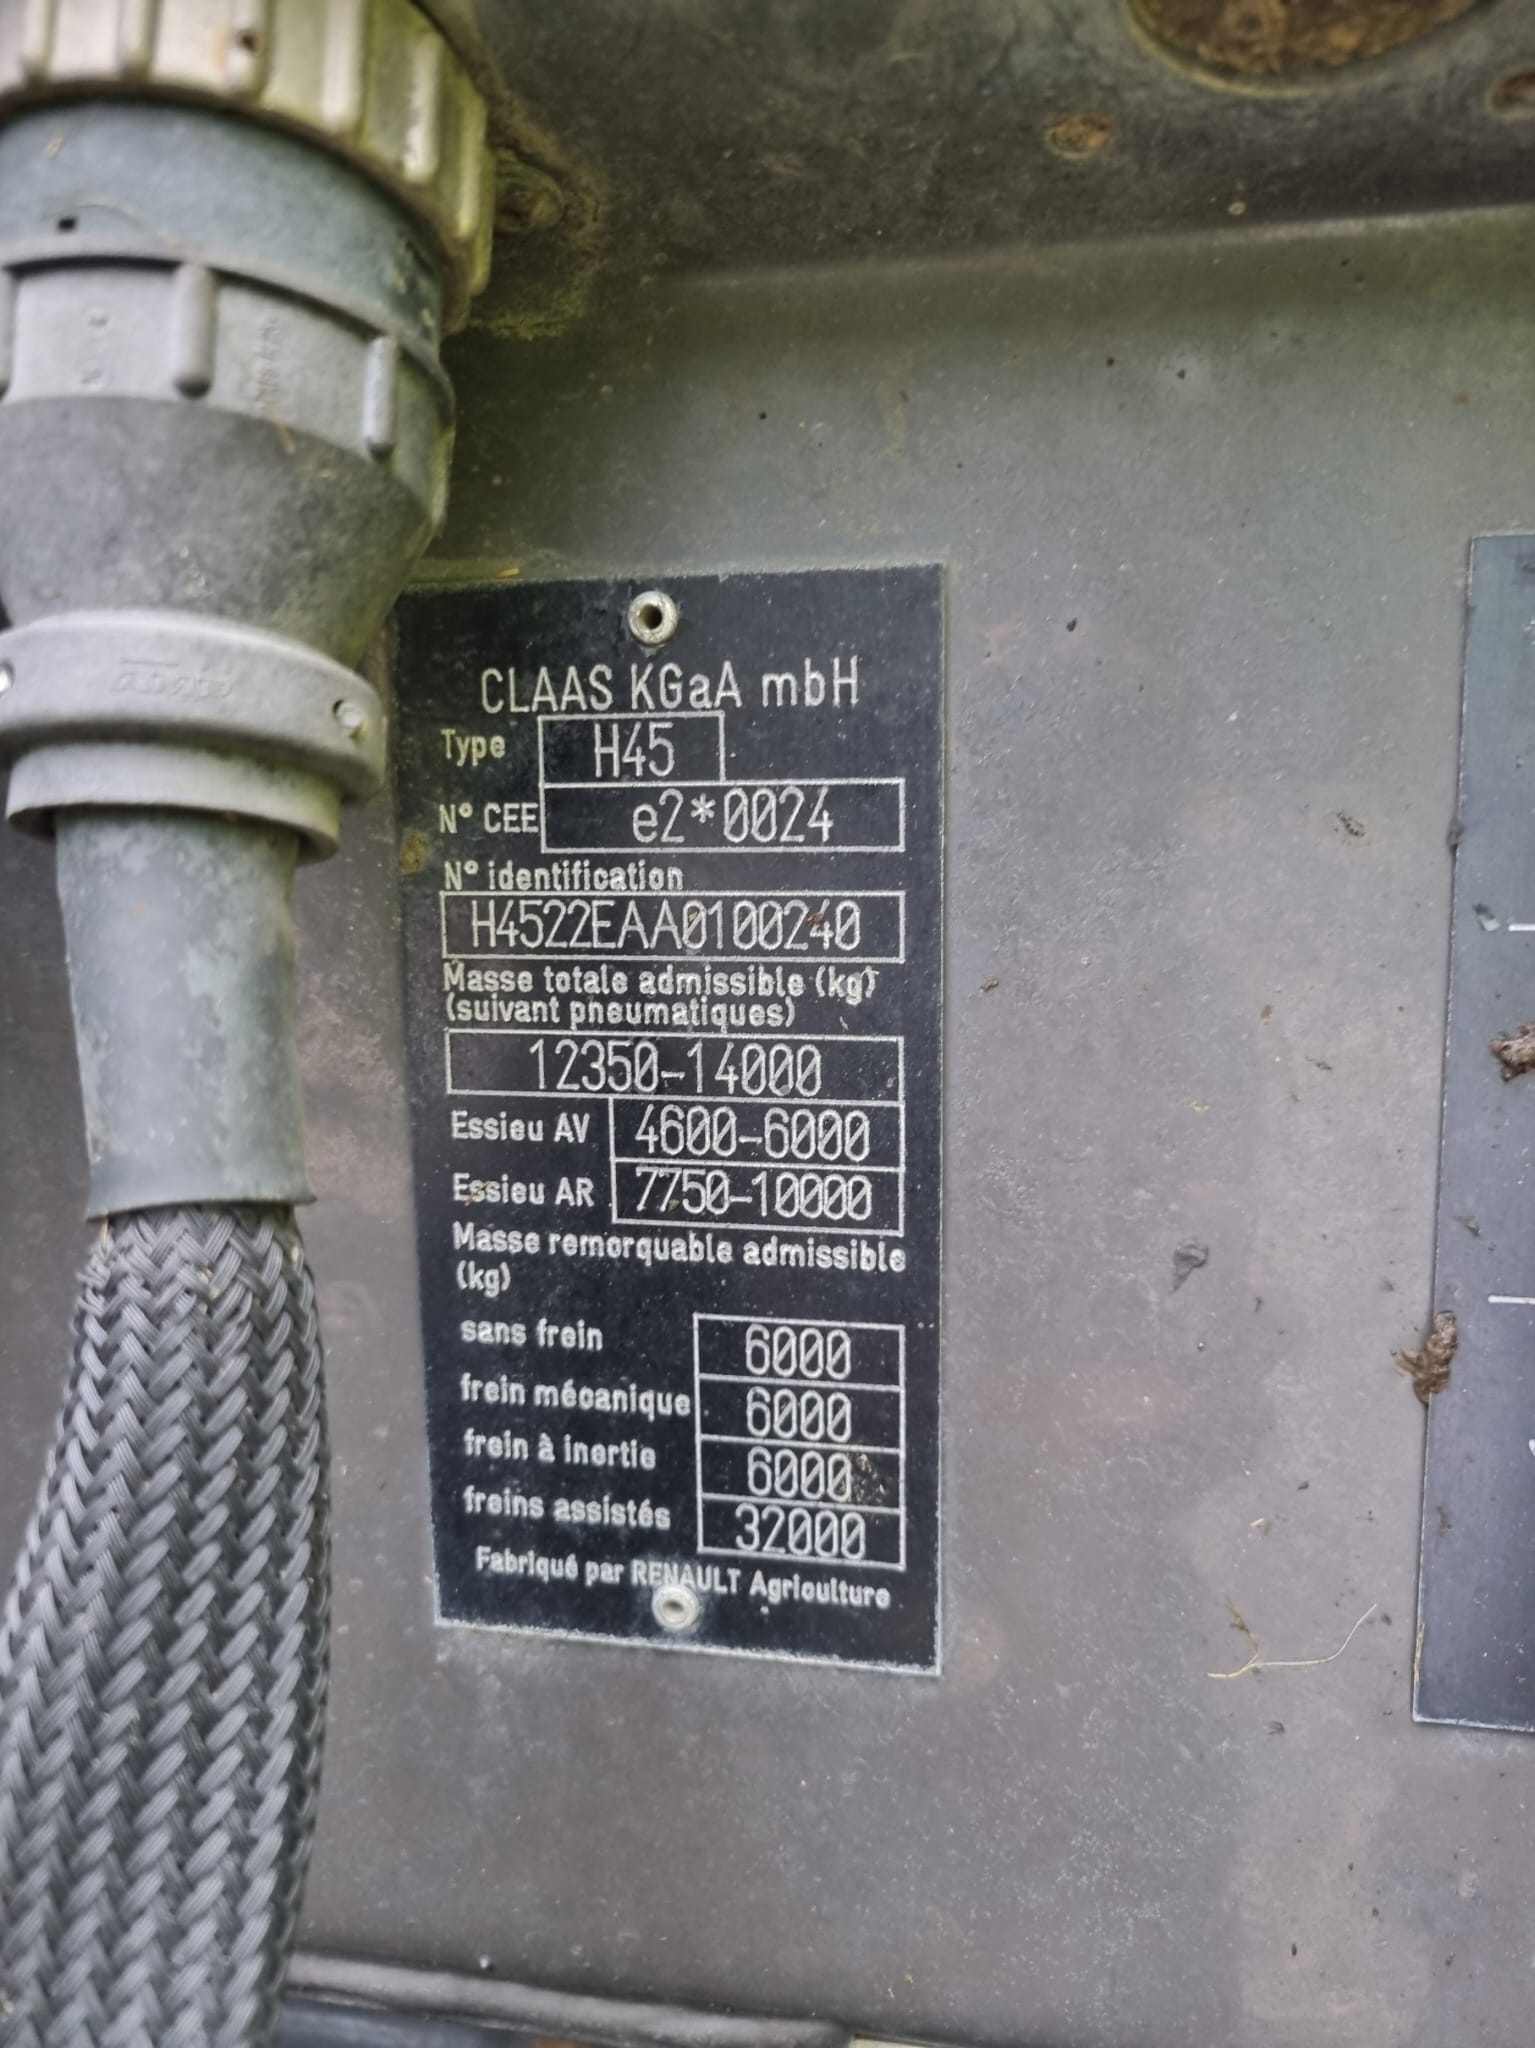 CLAAS KGaA mbH
Type H45
N° CEE e2*0024
N° identification
H4522EAA0100240
Masse totale admissible (kg)
(suivant pneumatiques)
12350-14000
Essieu AV 4600-6000
Essieu AR 7750-10000
Masse remorquable admissible
(kg)
sans frein 6000
frein mécanique 6000
frein à inertie 6000
freins assistés 32000
Fabriqué par RENAULT Agriculture